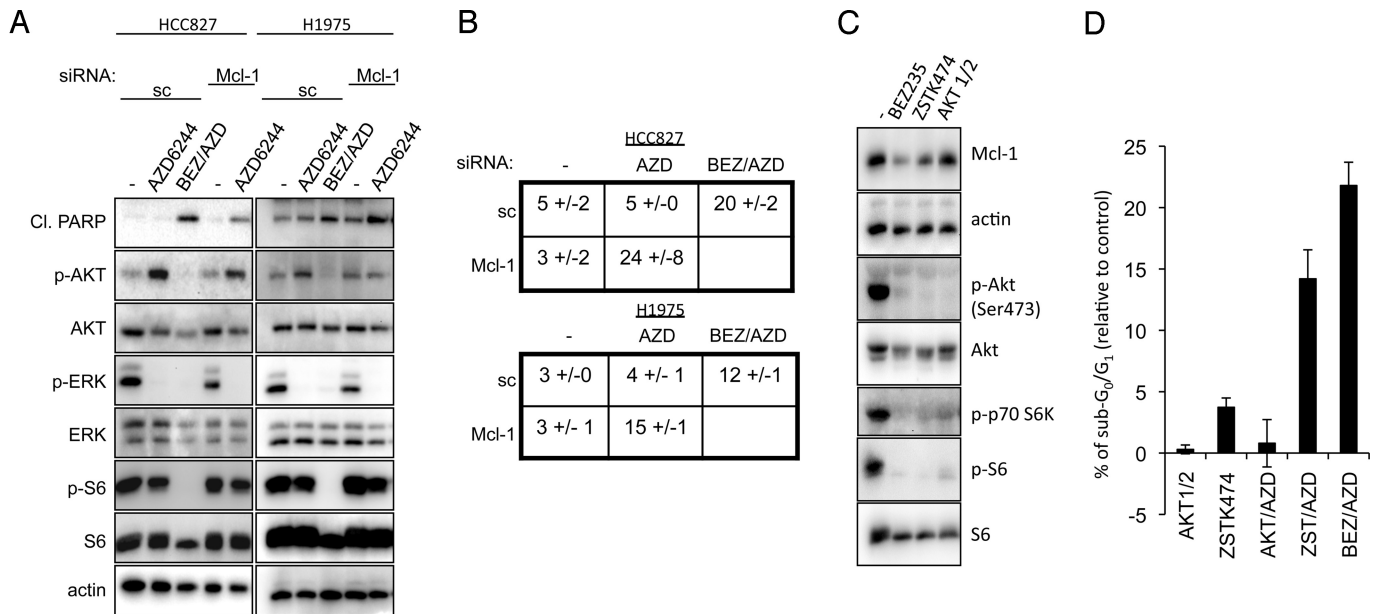 A
HCC827 H1975
siRNA: Mcl-1 Mcl-1
sc sc
- AZD6244 BEZ/AZD - AZD6244 - AZD6244 BEZ/AZD - AZD6244
Cl. PARP
p-AKT
AKT
p-ERK
ERK
p-S6
S6
actin
B
HCC827
siRNA: - AZD BEZ/AZD
sc 5 +/-2 5 +/-0 20 +/-2
Mcl-1 3 +/-2 24 +/-8
H1975
- AZD BEZ/AZD
sc 3 +/-0 4 +/- 1 12 +/-1
Mcl-1 3 +/- 1 15 +/-1
C
- BEZ235 ZSTK474 AKT 1/2
Mcl-1
actin
p-Akt
(Ser473)
Akt
p-p70 S6K
p-S6
S6
D
% of sub-G0/G1 (relative to control)
25
20
15
10
5
0
-5
AKT1/2
ZSTK474
AKT/AZD
ZST/AZD
BEZ/AZD